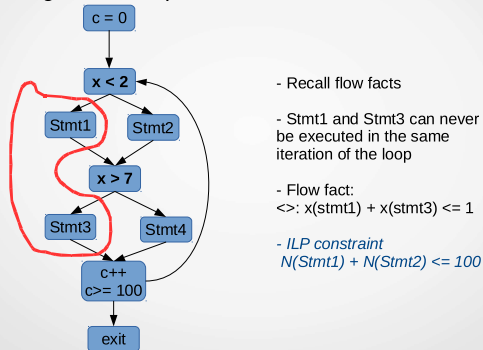 c = 0
x < 2
Stmt1
Stmt2
x > 7
Stmt3
Stmt4
c++
c>= 100
exit
- Recall flow facts
- Stmt1 and Stmt3 can never
be executed in the same
iteration of the loop
- Flow fact:
<>: x(stmt1) + x(stmt3) <= 1
- ILP constraint
N(Stmt1) + N(Stmt2) <= 100